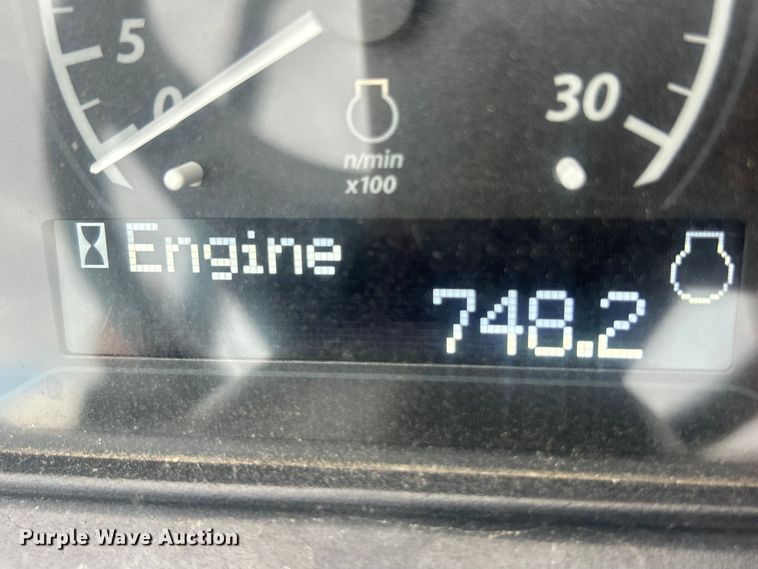 5
0
30
n/min
x100
Engine
748.2
Purple Wave Auction